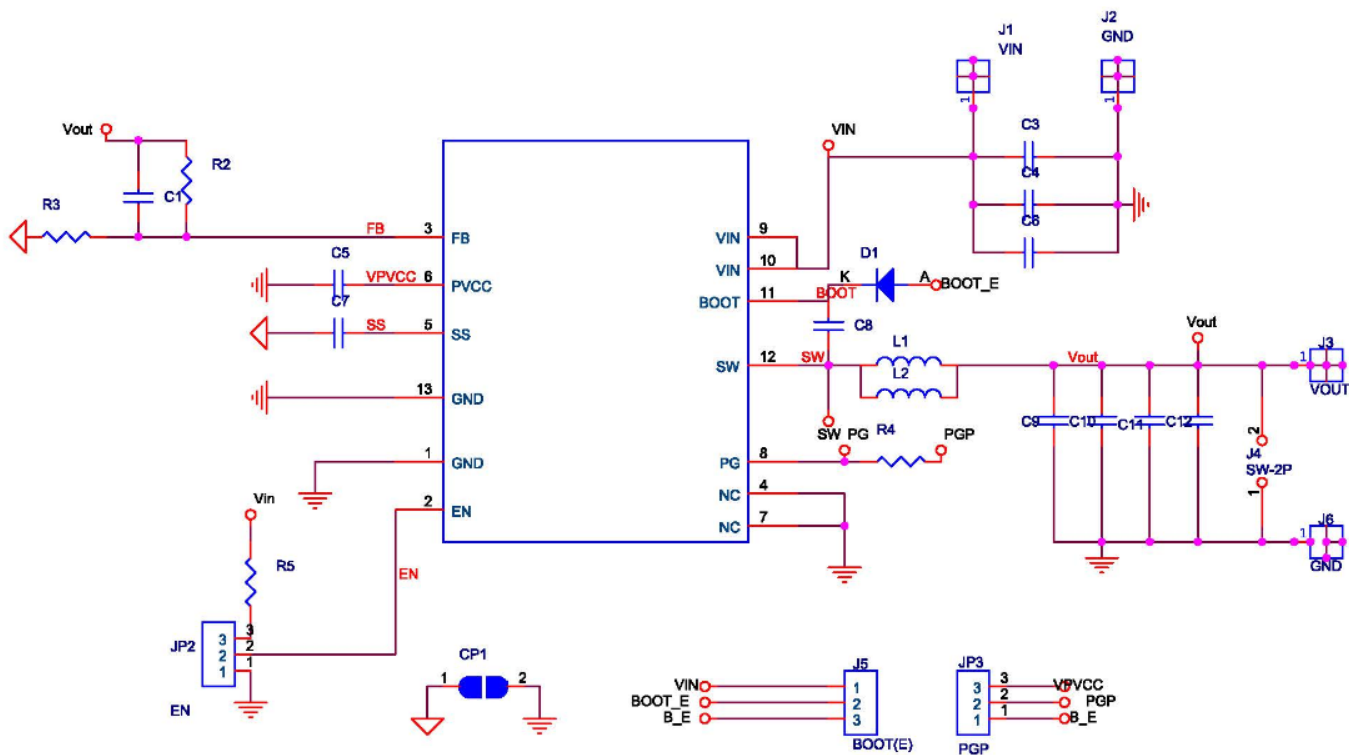 J1
VIN
J2
GND
1
1
C3
C4
C6
VIN
Vout
R2
C1
R3
FB
3
FB
C5
VPVCC
6
PVCC
C7
SS
5
SS
13
GND
1
GND
2
EN
VIN
9
VIN
10
BOOT
11
BOOT
K
D1
A
BOOT_E
C8
SW
12
SW
L1
L2
SW
PG
R4
PGP
PG
8
NC
4
NC
7
Vout
Vout
J3
1
VOUT
C9
C10
C11
C12
2
J4
SW-2P
1
J6
1
GND
Vin
R5
EN
JP2
3
3
2
2
1
1
EN
CP1
1
2
J5
VIN
1
BOOT_E
2
B_E
3
BOOT(E)
JP3
3
3
VPVCC
2
2
PGP
1
1
B_E
PGP